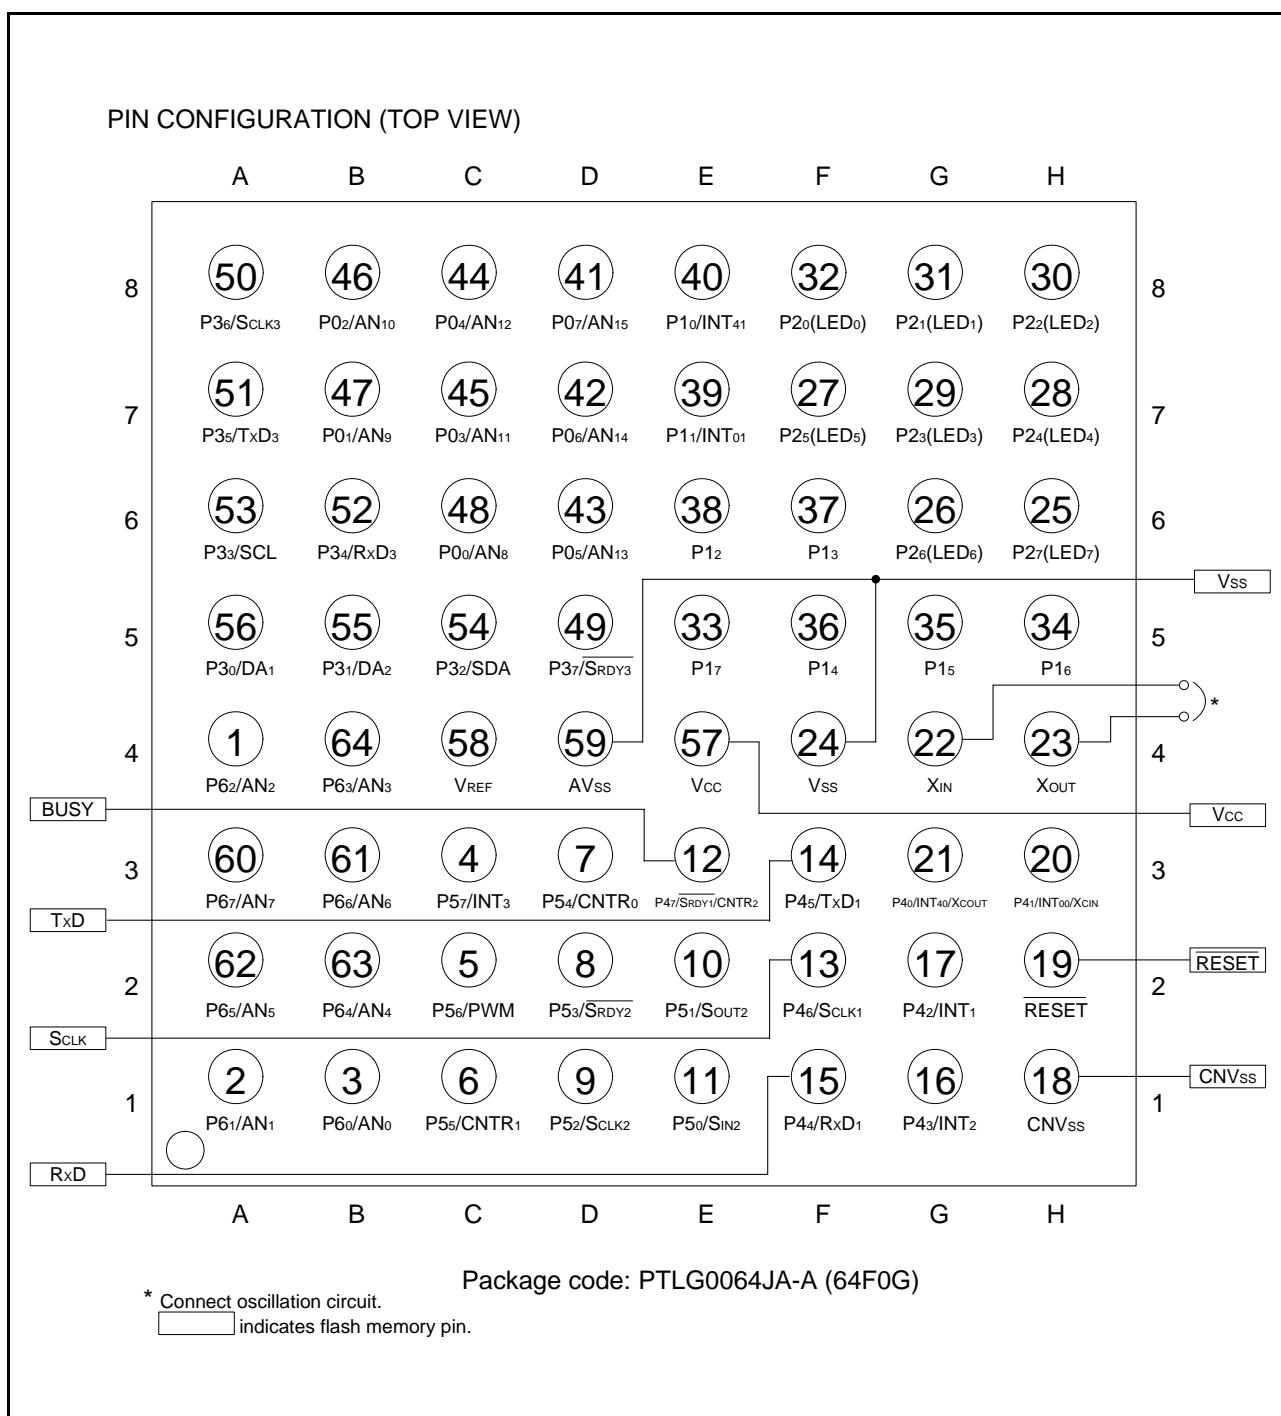 PIN CONFIGURATION (TOP VIEW)
A B C D E F G H
50 46 44 41 40 32 31 30
8 8
P36/SCLK3 P02/AN10 P04/AN12 P07/AN15 P10/INT41 P20(LED0) P21(LED1) P22(LED2)
51 47 45 42 39 27 29 28
7 7
P35/TXD3 P01/AN9 P03/AN11 P06/AN14 P11/INT01 P25(LED5) P23(LED3) P24(LED4)
53 52 48 43 38 37 26 25
6 6
P33/SCL P34/RXD3 P00/AN8 P05/AN13 P12 P13 P26(LED6) P27(LED7)
VSS
56 55 54 49 33 36 35 34
5 5
P30/DA1 P31/DA2 P32/SDA P37/SRDY3 P17 P14 P15 P16
*
1 64 58 59 57 24 22 23
4 4
P62/AN2 P63/AN3 VREF AVSS VCC VSS XIN XOUT
BUSY
VCC
60 61 4 7 12 14 21 20
3 3
P67/AN7 P66/AN6 P57/INT3 P54/CNTR0 P47/SRDY1/CNTR2 P45/TXD1 P40/INT40/XCOUT P41/INT00/XCIN
TXD
62 63 5 8 10 13 17 19 RESET
2 2
P65/AN5 P64/AN4 P56/PWM P53/SRDY2 P51/SOUT2 P46/SCLK1 P42/INT1 RESET
SCLK
2 3 6 9 11 15 16 18 CNVSS
1 1
P61/AN1 P60/AN0 P55/CNTR1 P52/SCLK2 P50/SIN2 P44/RXD1 P43/INT2 CNVSS
RXD
A B C D E F G H
Package code: PTLG0064JA-A (64F0G)
* Connect oscillation circuit.
indicates flash memory pin.